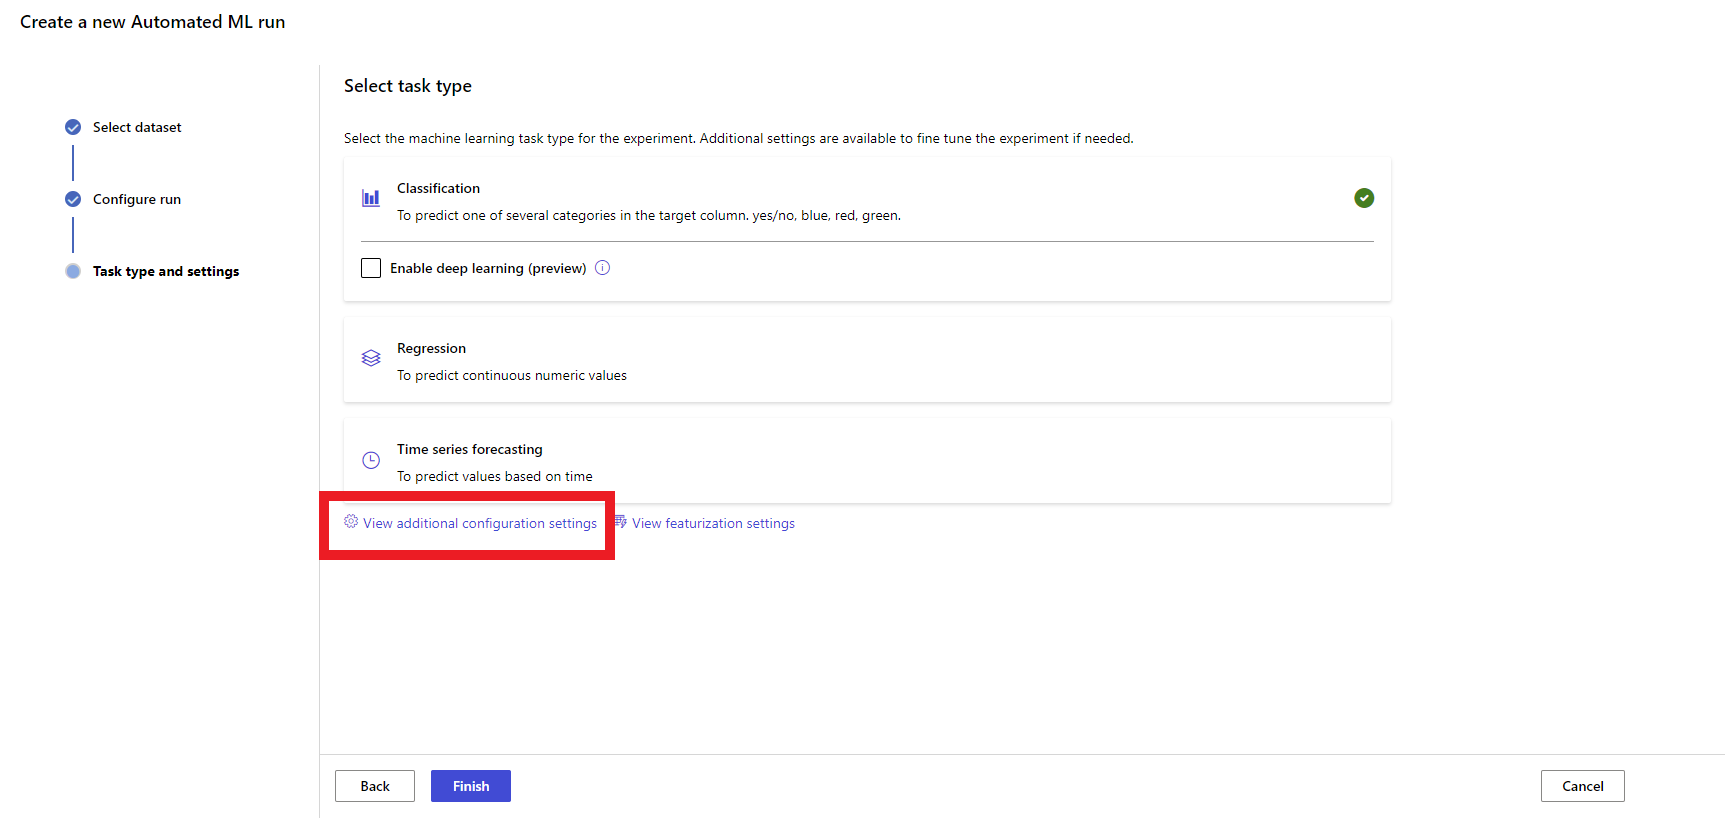 Create a new Automated ML run
Select dataset
Configure run
Task type and settings
Select task type
Select the machine learning task type for the experiment. Additional settings are available to fine tune the experiment if needed.
Classification
To predict one of several categories in the target column. yes/no, blue, red, green.
Enable deep learning (preview)
Regression
To predict continuous numeric values
Time series forecasting
To predict values based on time
View additional configuration settings
View featurization settings
Back
Finish
Cancel